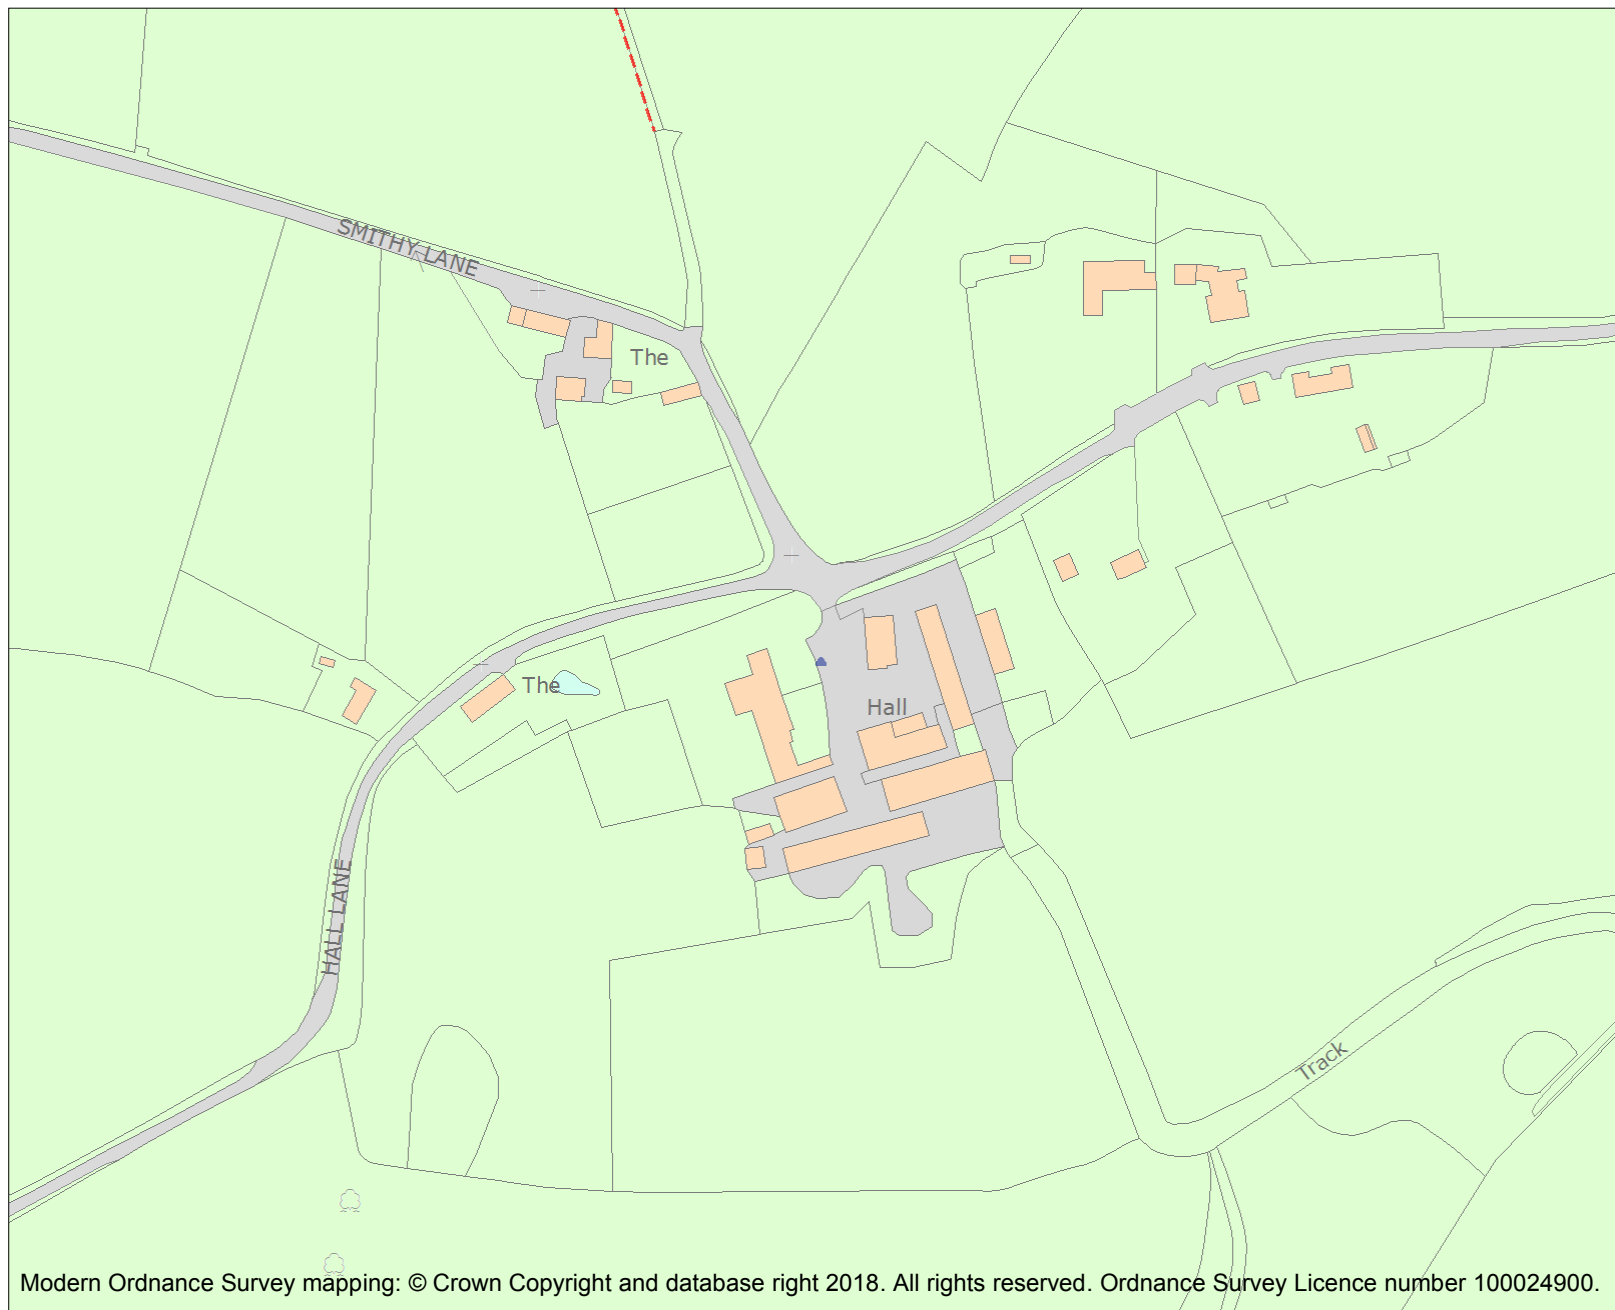 SMITHY LANE
The
The
Hall
HALL LANE
Track
Modern Ordnance Survey mapping: © Crown Copyright and database right 2018. All rights reserved. Ordnance Survey Licence number 100024900.